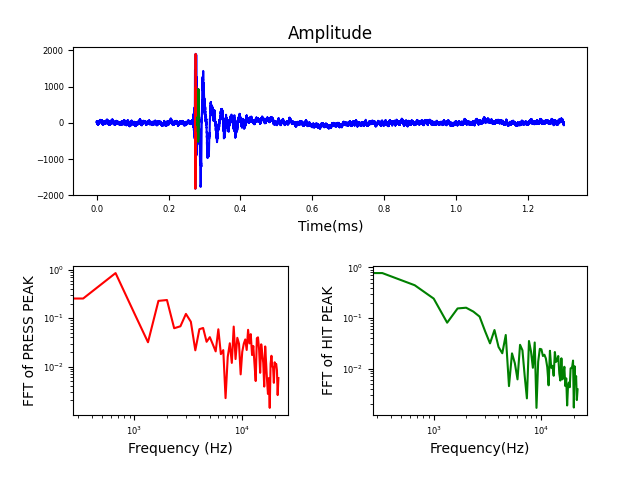 Amplitude
2000
1000
0
−1000
−2000
0.0 0.2 0.4 0.6 0.8 1.0 1.2
Time(ms)
FFT of PRESS PEAK
10⁰
10⁻¹
10⁻²
10³ 10⁴
Frequency (Hz)
FFT of HIT PEAK
10⁰
10⁻¹
10⁻²
10³ 10⁴
Frequency(Hz)